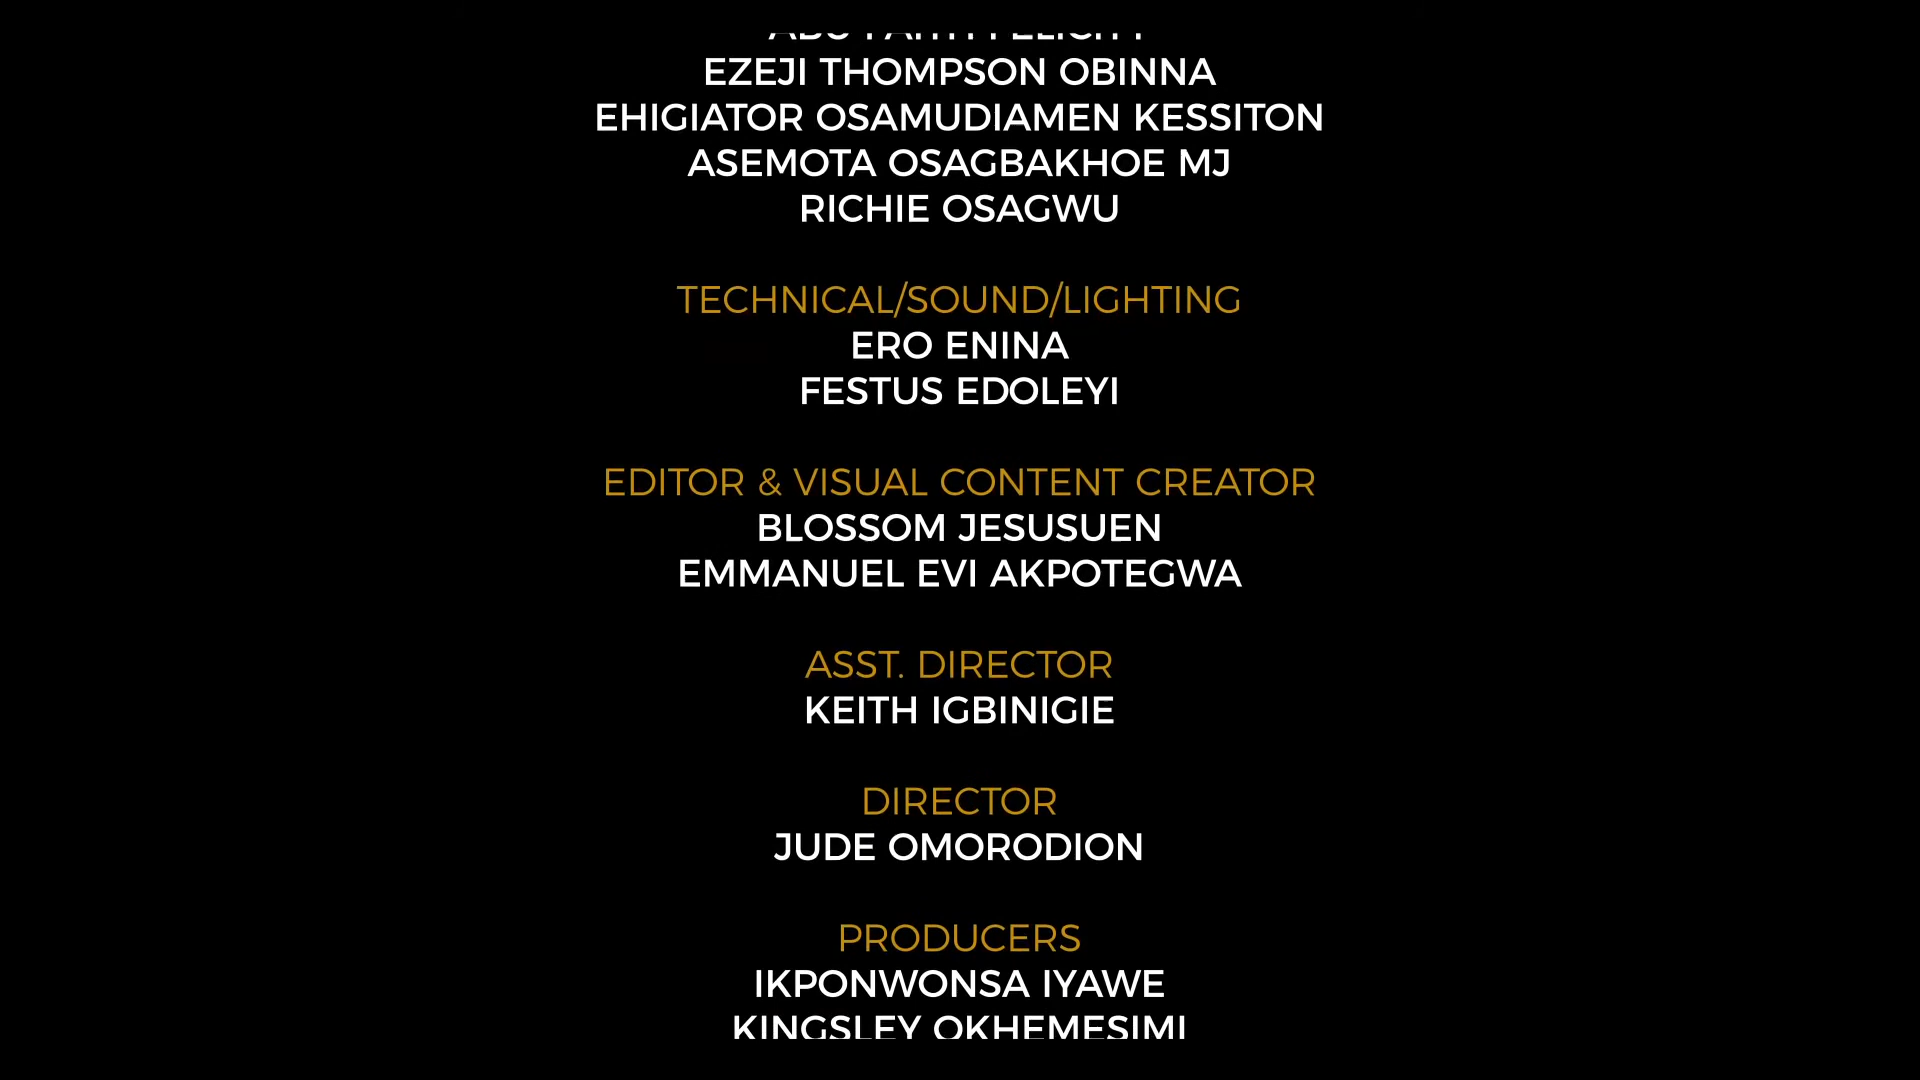 EZEJI THOMPSON OBINNA
EHIGIATOR OSAMUDIAMEN KESSITON
ASEMOTA OSAGBAKHOE MJ
RICHIE OSAGWU
TECHNICAL/SOUND/LIGHTING
ERO ENINA
FESTUS EDOLEYI
EDITOR & VISUAL CONTENT CREATOR
BLOSSOM JESUSUEN
EMMANUEL EVI AKPOTEGWA
ASST. DIRECTOR
KEITH IGBINIGIE
DIRECTOR
JUDE OMORODION
PRODUCERS
IKPONWONSA IYAWE
KINGSLEY OKHEMESIMI